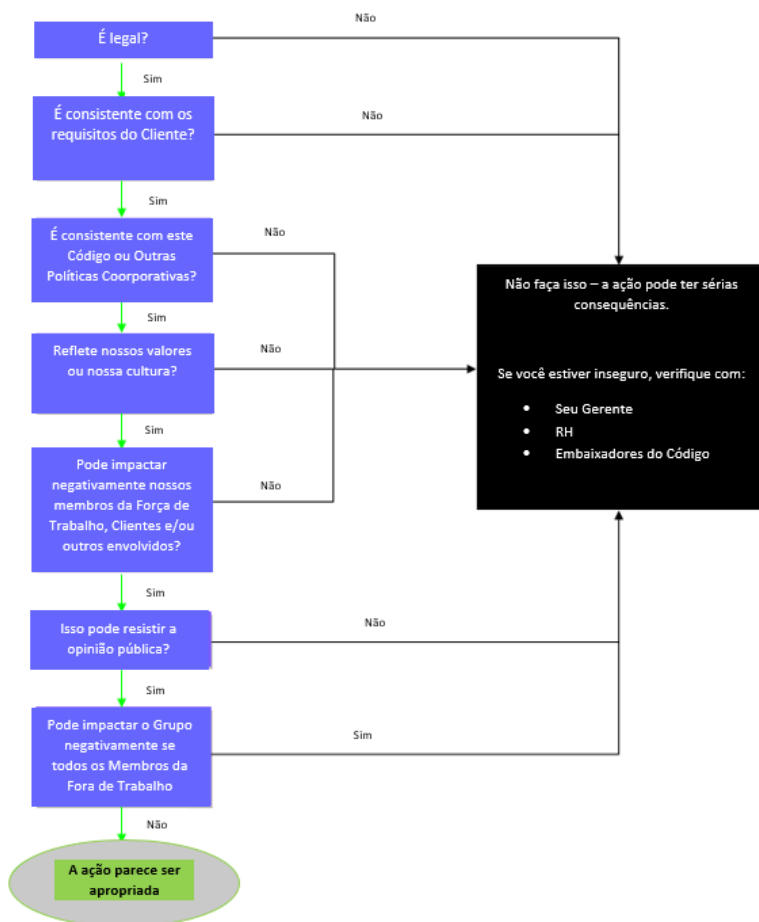 Não
É legal?
Sim
É consistente com os
requisitos do Cliente?
Não
Sim
É consistente com este
Código ou Outras
Políticas Coorporativas?
Não
Sim
Reflete nossos valores
ou nossa cultura?
Não
Sim
Pode impactar
negativamente nossos
membros da Força de
Trabalho, Clientes e/ou
outros envolvidos?
Não
Sim
Isso pode resistir a
opinião pública?
Não
Sim
Pode impactar o Grupo
negativamente se
todos os Membros da
Fora de Trabalho
Sim
Não
A ação parece ser
apropriada
Não faça isso – a ação pode ter sérias
consequências.
Se você estiver inseguro, verifique com:
• Seu Gerente
• RH
• Embaixadores do Código